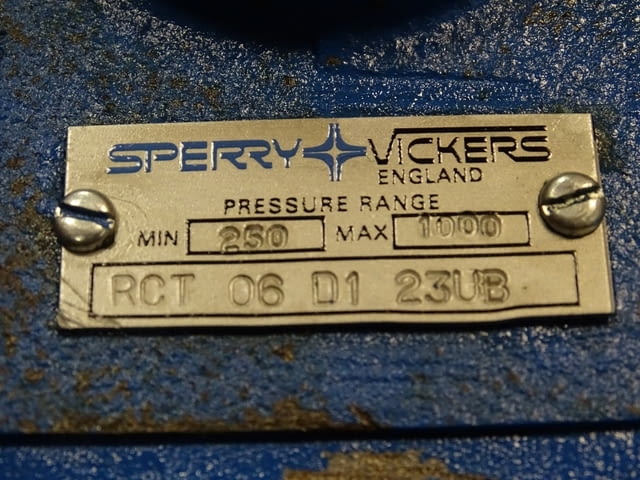 SPERRY VICKERS
ENGLAND
PRESSURE RANGE
MIN 250 MAX 1000
RCT 06 D1 23UB